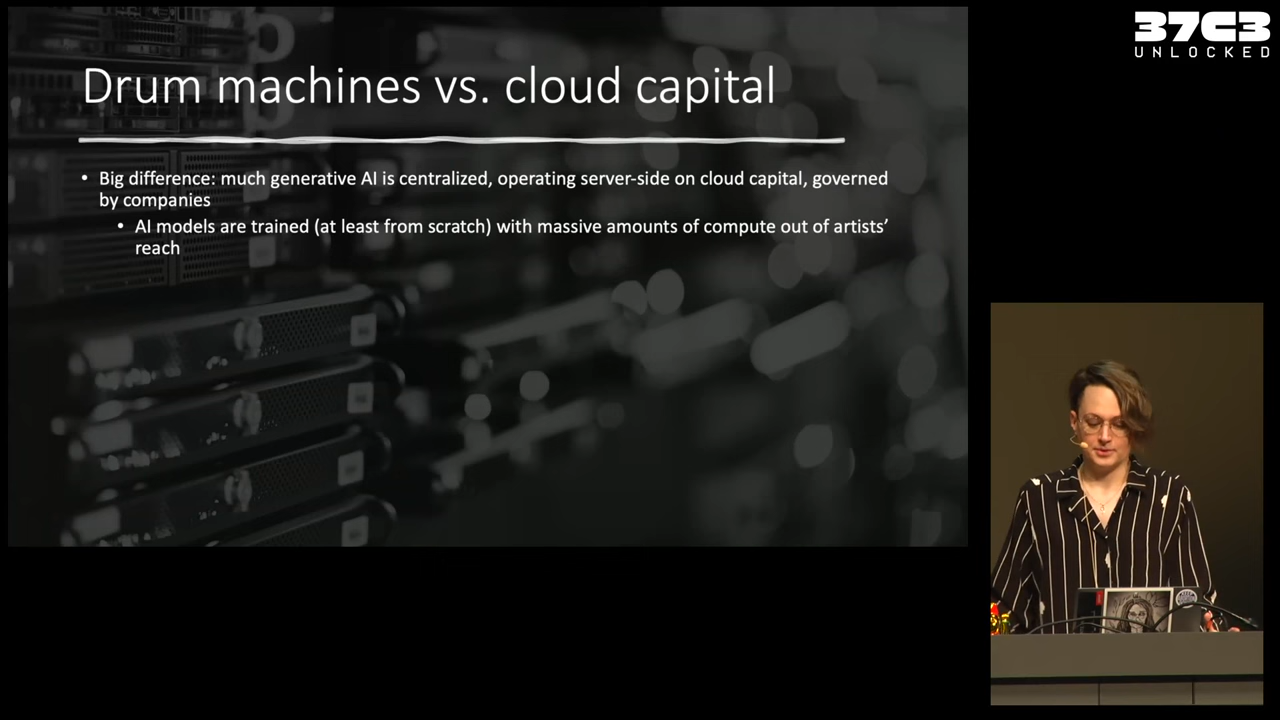 37C3
UNLOCKED
Drum machines vs. cloud capital
• Big difference: much generative AI is centralized, operating server-side on cloud capital, governed
by companies
• AI models are trained (at least from scratch) with massive amounts of compute out of artists’
reach